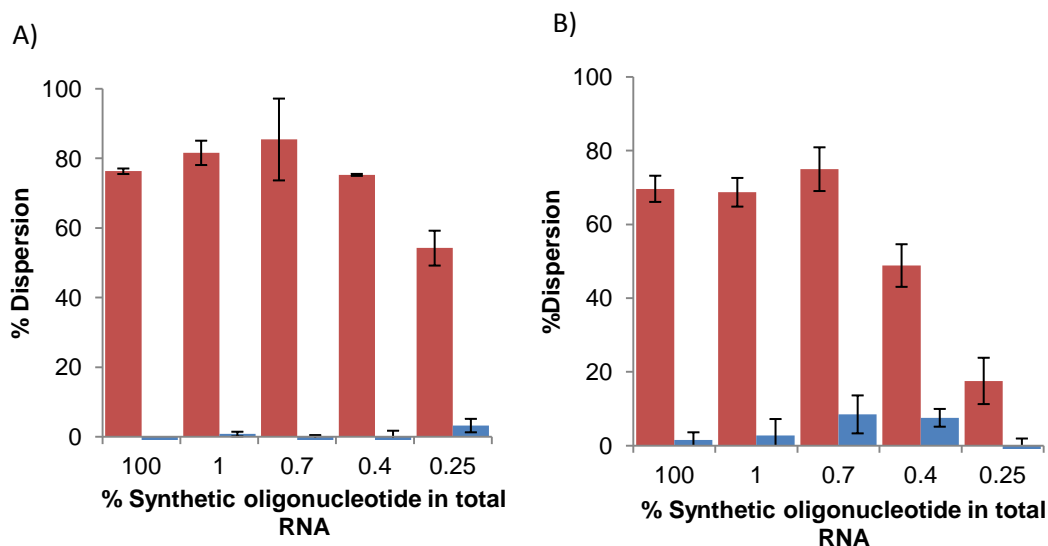 A)
100
80
60
40
20
0
% Dispersion
100 1 0.7 0.4 0.25
% Synthetic oligonucleotide in total
RNA
B)
100
80
60
40
20
0
%Dispersion
100 1 0.7 0.4 0.25
% Synthetic oligonucleotide in total
RNA